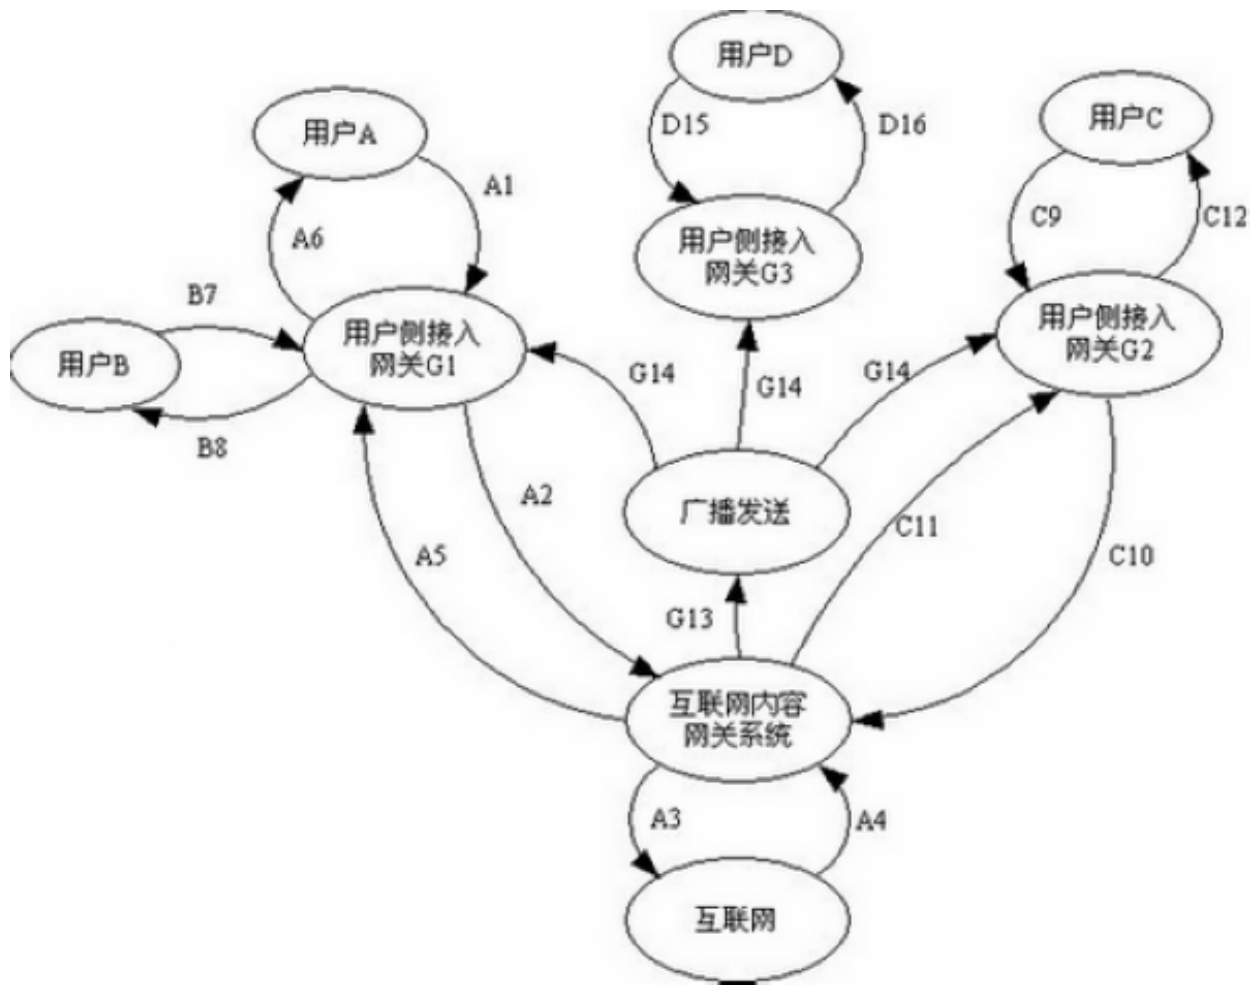 用户D
用户A
用户C
D15
D16
A1
A6
C9
C12
用户侧接入
网关G3
B7
用户B
用户侧接入
网关G1
用户侧接入
网关G2
G14
G14
G14
B8
A2
广播发送
C11
A5
C10
G13
互联网内容
网关系统
A3
A4
互联网